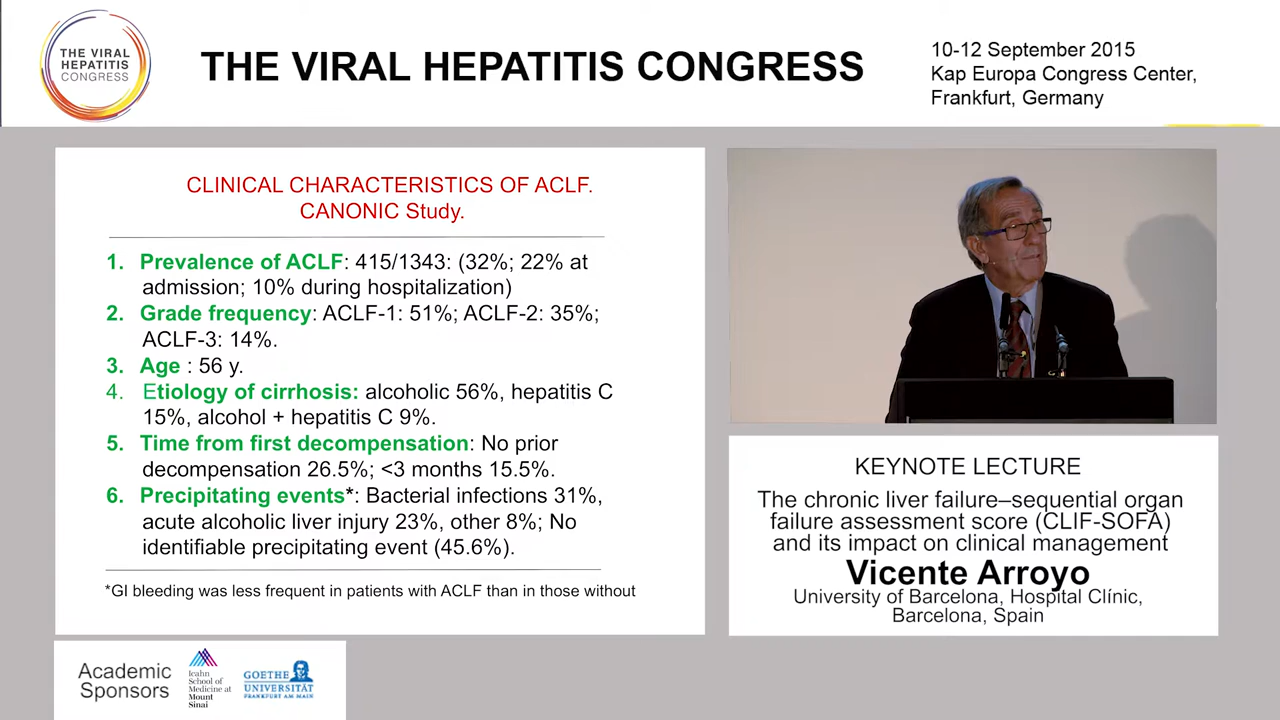 THE VIRAL
HEPATITIS
CONGRESS
THE VIRAL HEPATITIS CONGRESS
10-12 September 2015
Kap Europa Congress Center,
Frankfurt, Germany
CLINICAL CHARACTERISTICS OF ACLF.
CANONIC Study.
1. Prevalence of ACLF: 415/1343: (32%; 22% at
admission; 10% during hospitalization)
2. Grade frequency: ACLF-1: 51%; ACLF-2: 35%;
ACLF-3: 14%.
3. Age : 56 y.
4. Etiology of cirrhosis: alcoholic 56%, hepatitis C
15%, alcohol + hepatitis C 9%.
5. Time from first decompensation: No prior
decompensation 26.5%; <3 months 15.5%.
6. Precipitating events*: Bacterial infections 31%,
acute alcoholic liver injury 23%, other 8%; No
identifiable precipitating event (45.6%).
*GI bleeding was less frequent in patients with ACLF than in those without
KEYNOTE LECTURE
The chronic liver failure–sequential organ
failure assessment score (CLIF-SOFA)
and its impact on clinical management
Vicente Arroyo
University of Barcelona, Hospital Clínic,
Barcelona, Spain
Academic
Sponsors
Icahn
School of
Medicine at
Mount
Sinai
GOETHE
UNIVERSITÄT
FRANKFURT AM MAIN